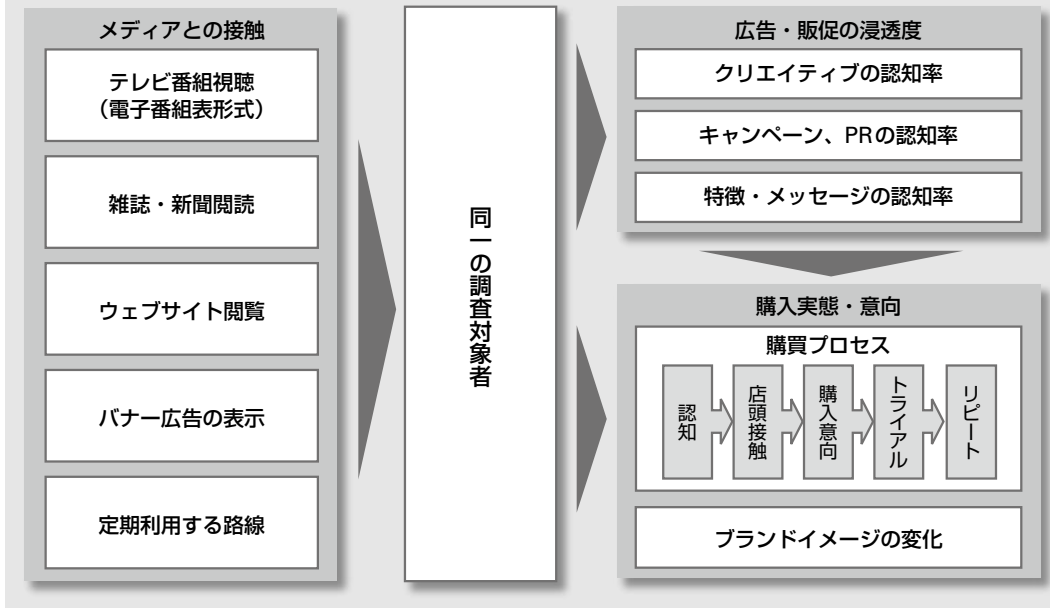 メディアとの接触
テレビ番組視聴
（電子番組表形式）
雑誌・新聞閲読
ウェブサイト閲覧
バナー広告の表示
定期利用する路線
同一の調査対象者
広告・販促の浸透度
クリエイティブの認知率
キャンペーン、PRの認知率
特徴・メッセージの認知率
購入実態・意向
購買プロセス
認知
店頭接触
購入意向
トライアル
リピート
ブランドイメージの変化